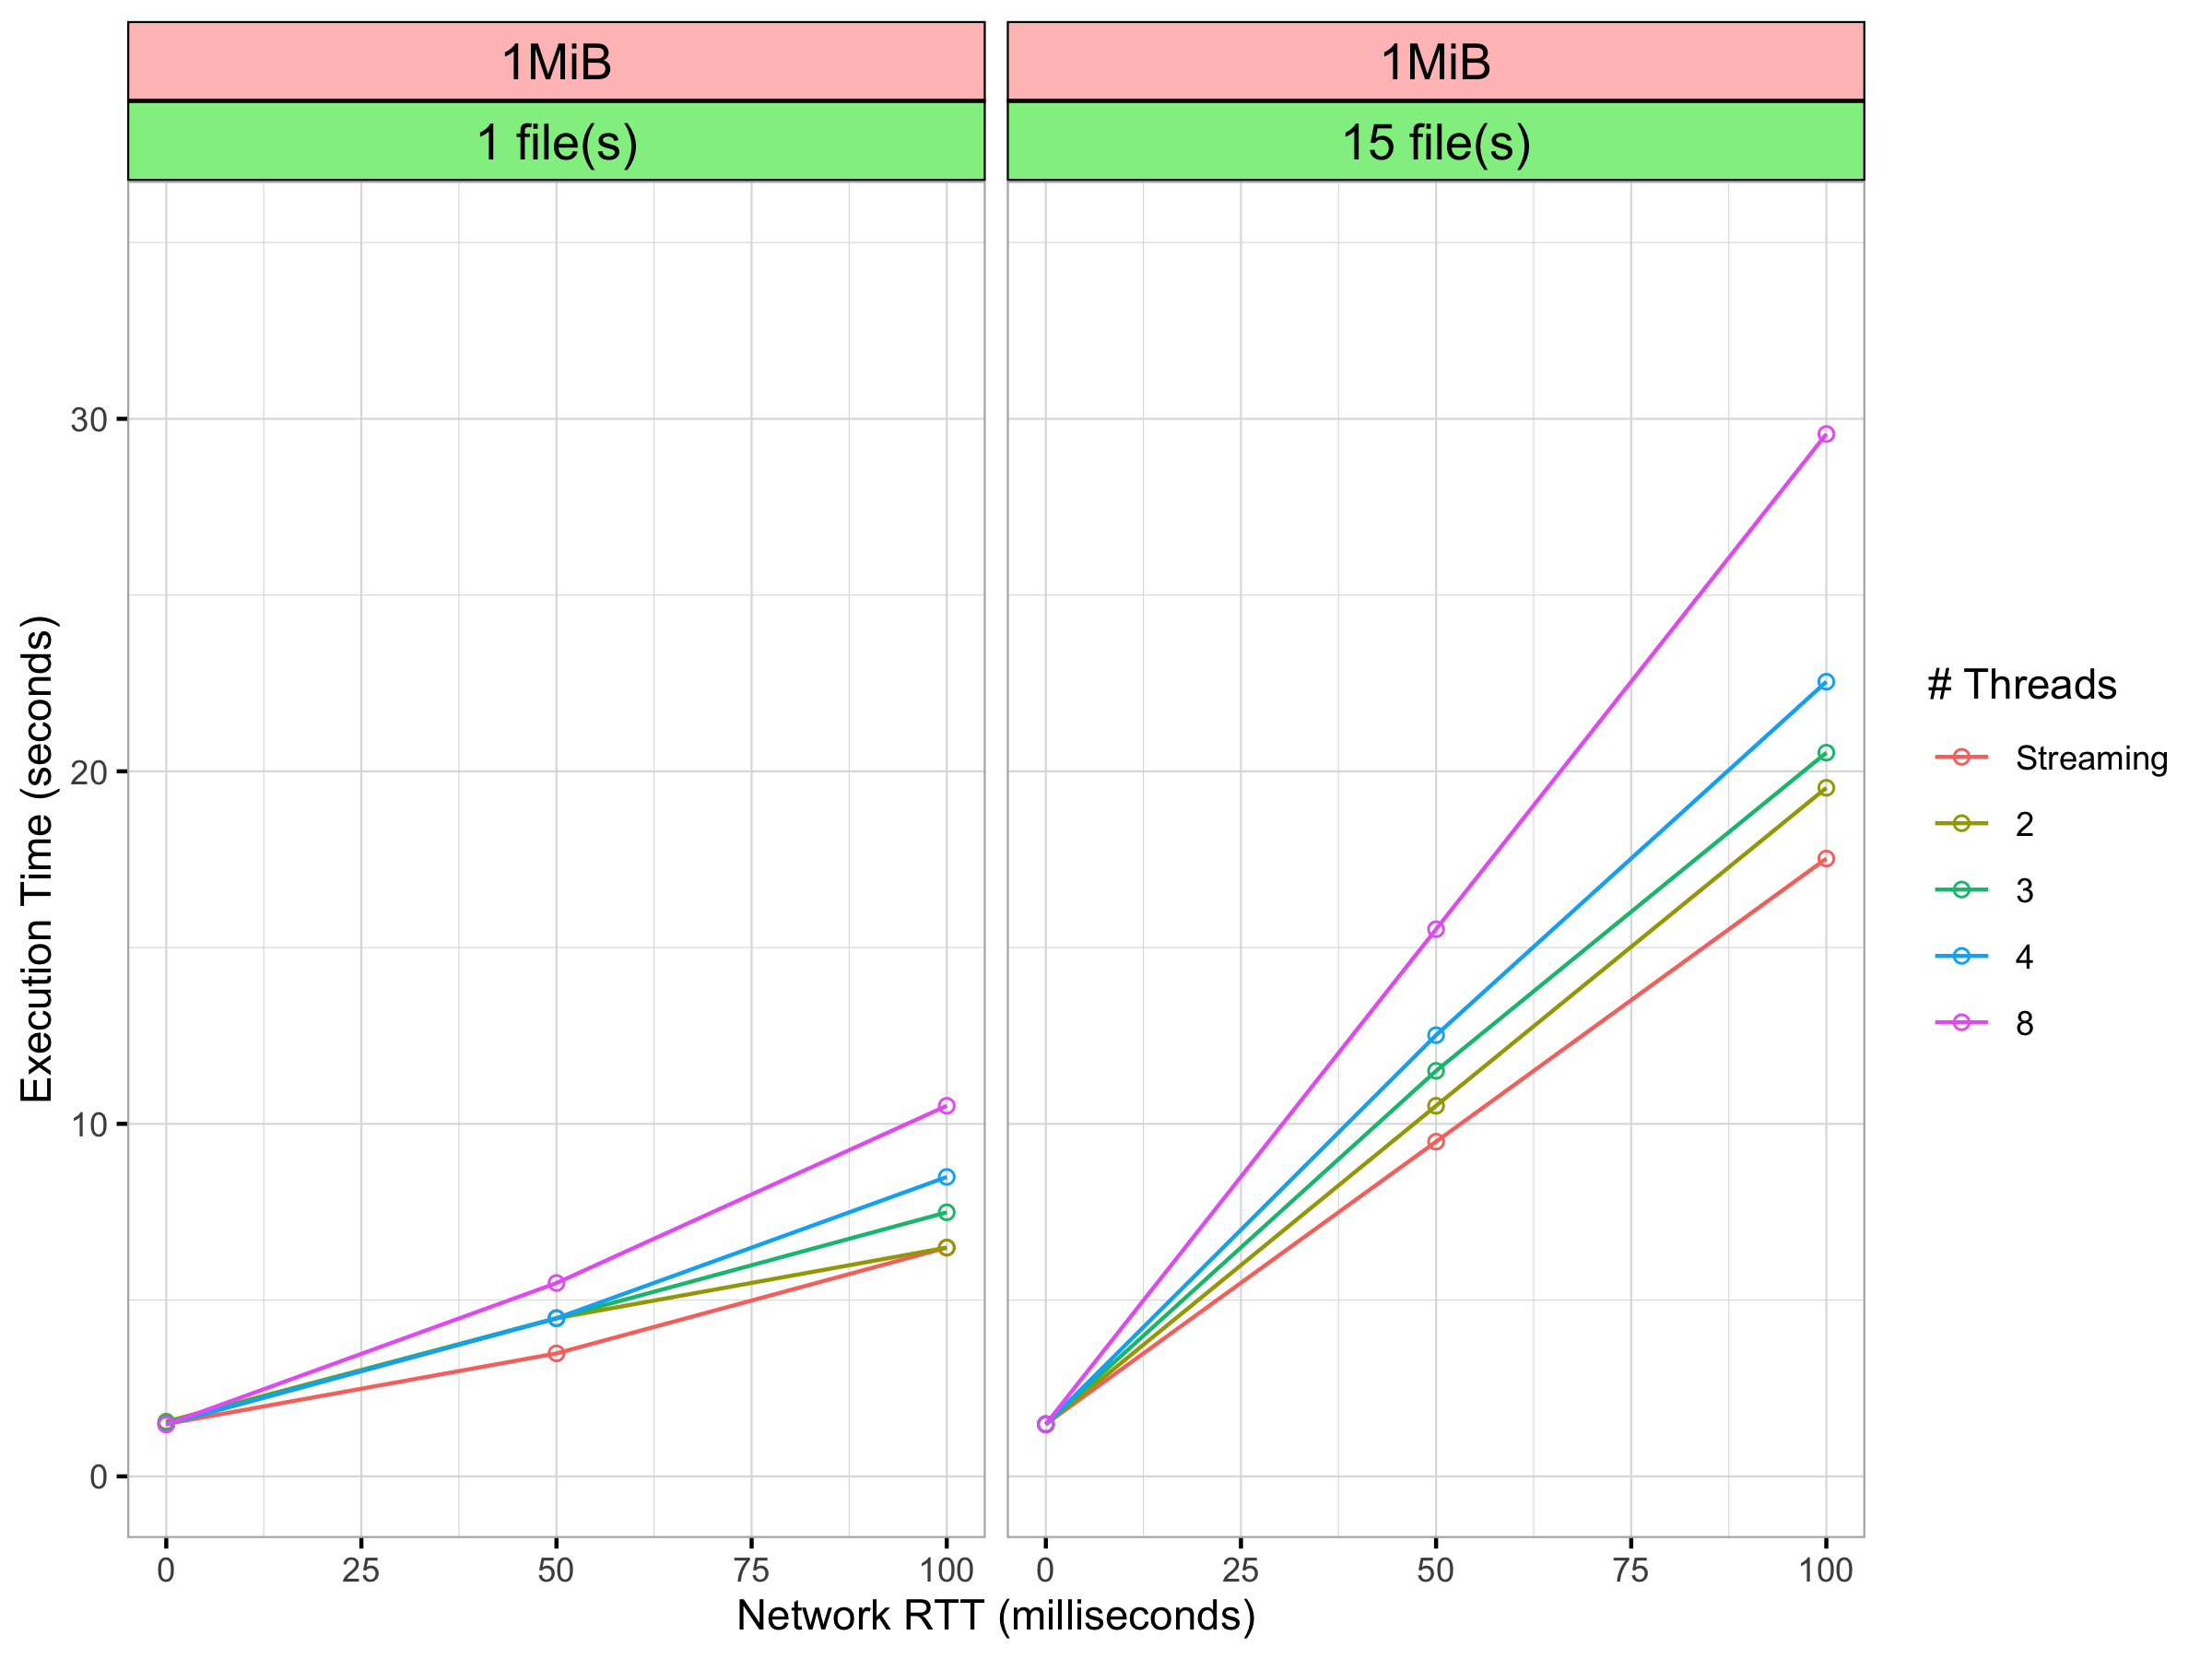 1MiB
1MiB
1 file(s)
15 file(s)
30
20
10
0
Execution Time (seconds)
0 25 50 75 100
0 25 50 75 100
Network RTT (milliseconds)
# Threads
Streaming
2
3
4
8